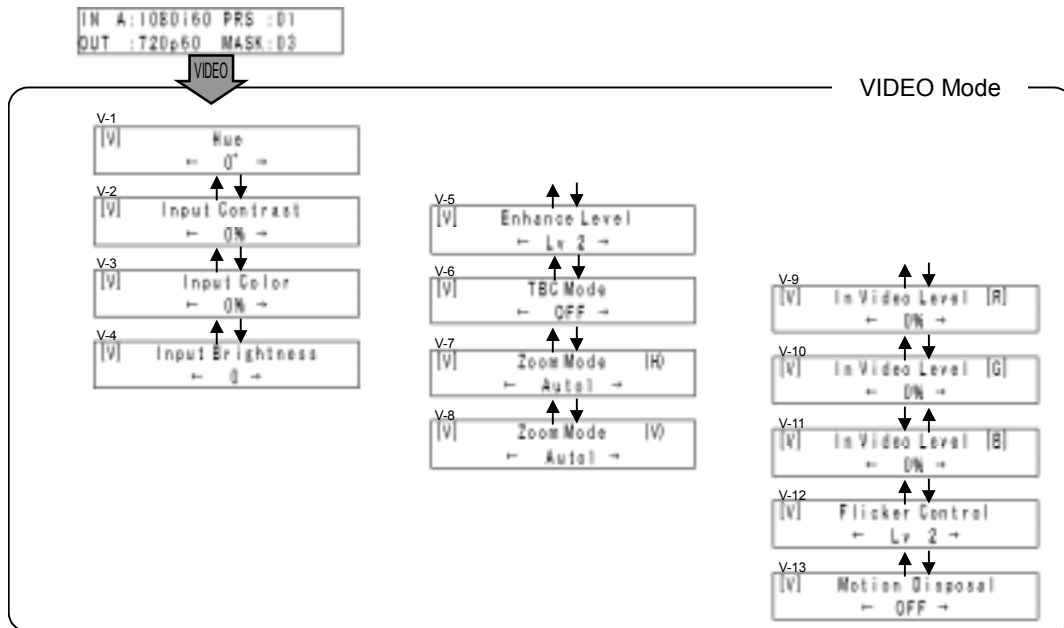 IN A:1080i60 PRS :D1
OUT :720p60 MASK:D3
VIDEO
VIDEO Mode
V-1
[V] Hue
← 0° →
V-2
[V] Input Contrast
← 0% →
V-3
[V] Input Color
← 0% →
V-4
[V] Input Brightness
← 0 →
V-5
[V] Enhance Level
← Lv 2 →
V-6
[V] TBC Mode
← OFF →
V-7
[V] Zoom Mode (H)
← Auto1 →
V-8
[V] Zoom Mode (V)
← Auto1 →
V-9
[V] In Video Level [R]
← 0% →
V-10
[V] In Video Level [G]
← 0% →
V-11
[V] In Video Level [B]
← 0% →
V-12
[V] Flicker Control
← Lv 2 →
V-13
[V] Motion Disposal
← OFF →